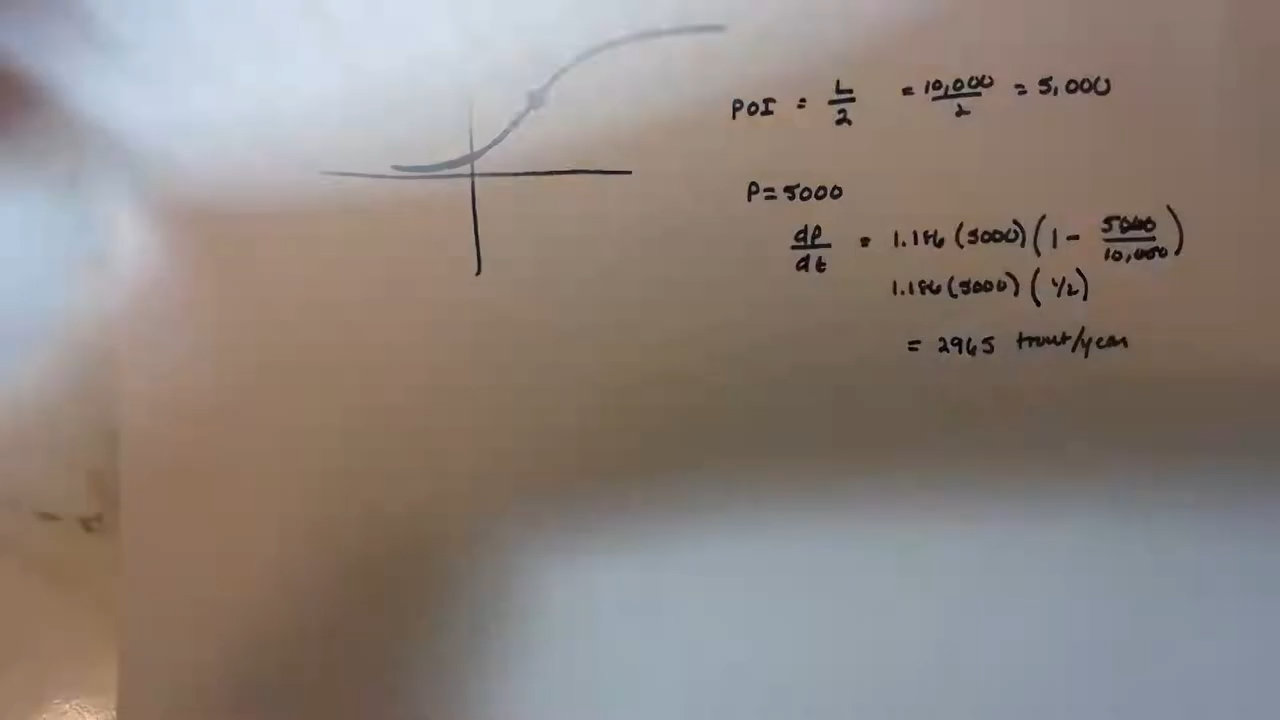 POI = L/2 = 10,000/2 = 5,000
P = 5000
dP/dt = 1.186 (5000) (1 - 5000/10,000)
1.186 (5000) (1/2)
= 2965 trout/year